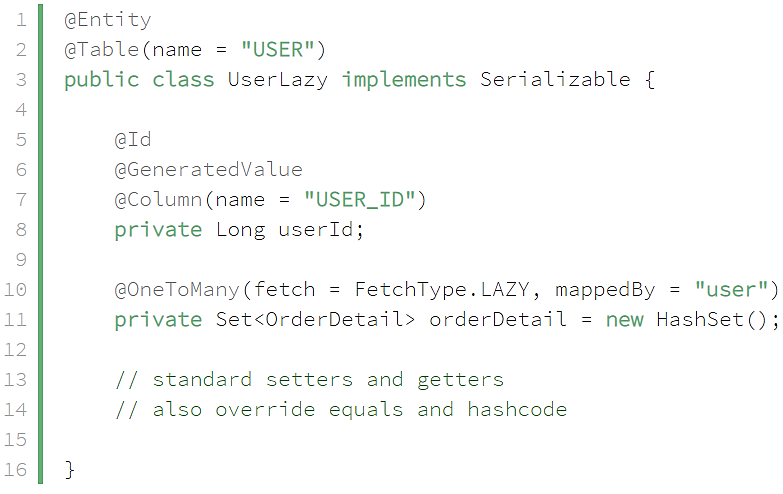 1 @Entity
2 @Table(name = "USER")
3 public class UserLazy implements Serializable {
4
5     @Id
6     @GeneratedValue
7     @Column(name = "USER_ID")
8     private Long userId;
9
10     @OneToMany(fetch = FetchType.LAZY, mappedBy = "user")
11     private Set<OrderDetail> orderDetail = new HashSet();
12
13     // standard setters and getters
14     // also override equals and hashcode
15
16 }